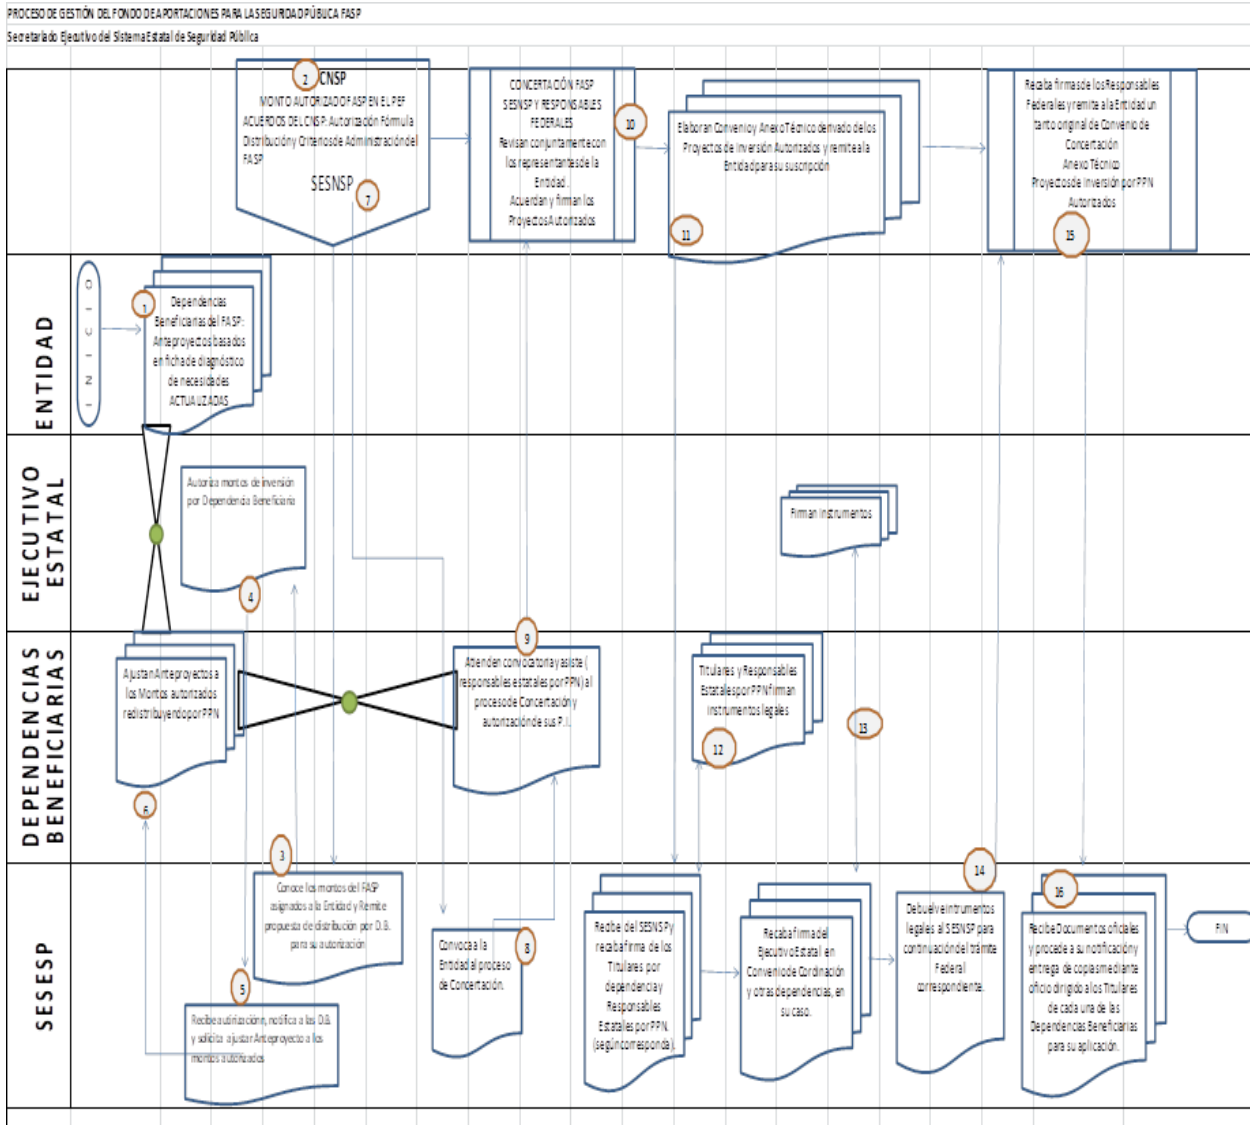 PROCESO DE GESTIÓN DEL FONDO DE APORTACIONES PARA LA SEGURIDAD PÚBLICA FASP
Secretariado Ejecutivo del Sistema Estatal de Seguridad Pública
2
CNSP
MONTO AUTORIZADO FASP EN EL PEF
ACUERDOS DEL CNSP: Autorización Fórmula
Distribución y Criterios de Administración del
FASP
SESNSP
7
CONCERTACIÓN FASP
SESNSP Y RESPONSABLES
FEDERALES
Revisan conjuntamente con
los representantes de la
Entidad.
Acuerdan y firman los
Proyectos Autorizados
10
Elaboran Convenio y Anexo Técnico derivado de los
Proyectos de Inversión Autorizados y remite a la
Entidad para su suscripción
11
Recaba firmas de los Responsables
Federales y remite a la Entidad un
tanto original de Convenio de
Concertación
Anexo Técnico
Proyectos de Inversión por PPN
Autorizados
15
ENTIDAD
INICIO
1
Dependencias
Beneficiarias del FASP:
Anteproyectos basados
en ficha de diagnóstico
de necesidades
ACTUALIZADAS
EJECUTIVO
ESTATAL
Autoriza montos de inversión
por Dependencia Beneficiaria
4
Firman Instrumentos
DEPENDENCIAS
BENEFICIARIAS
Ajustan Anteproyectos a
los Montos autorizados
redistribuyendo por PPN
6
9
Atienden convocatoria y asiste (
responsables estatales por PPN) al
proceso de Concertación y
autorización de sus P.I.
Titulares y Responsables
Estatales por PPN firman
instrumentos legales
12
13
SESESP
3
Conoce los montos del FASP
asignados a la Entidad y Remite
propuesta de distribución por D.B.
para su autorización
5
Recibe autirizaciónn, notifica a las D.B.
y solicita ajustar Anteproyecto a los
montos autorizados
8
Convoca a la
Entidad al proceso
de Concertación.
Recibe del SESNSP y
recaba firma de los
Titulares por
dependencia y
Responsables
Estatales por PPN.
(según corresponda).
Recaba firma del
Ejecutivo Estatal en
Convenio de Cordinación
y otras dependencias, en
su caso.
14
Debuelve intrumentos
legales al SESNSP para
continuación del trámite
Federal
correspondiente.
16
Recibe Documentos oficiales
y procede a su notificación y
entrega de copias mediante
oficio dirigido a los Titulares
de cada una de las
Dependencias Beneficiarias
para su aplicación.
FIN